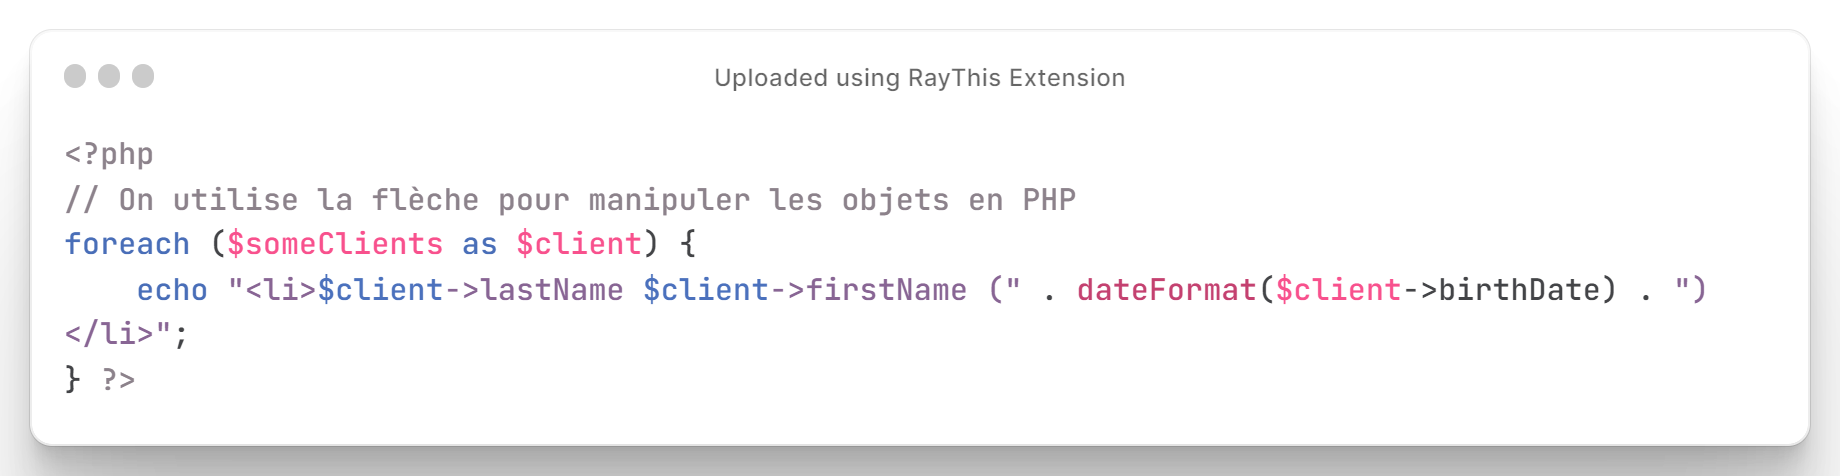 Uploaded using RayThis Extension
<?php
// On utilise la flèche pour manipuler les objets en PHP
foreach ($someClients as $client) {
    echo "<li>$client->lastName $client->firstName (" . dateFormat($client->birthDate) . ")
</li>";
} ?>